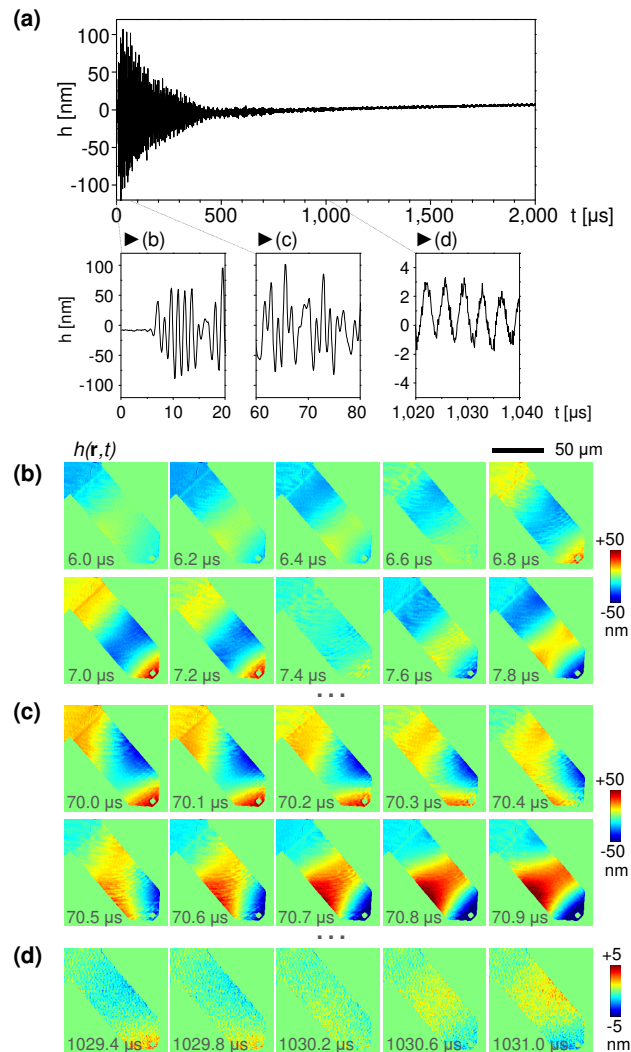 (a)
h [nm]
100
50
0
-50
-100
0 500 1,000 1,500 2,000 t [µs]
►(b) ►(c) ►(d)
h [nm]
100
50
0
-50
-100
4
2
0
-2
-4
0 10 20 60 70 80 1,020 1,030 1,040 t [µs]
h(r,t) 50 µm
(b)
6.0 µs 6.2 µs 6.4 µs 6.6 µs 6.8 µs
7.0 µs 7.2 µs 7.4 µs 7.6 µs 7.8 µs
+50
-50
nm
...
(c)
70.0 µs 70.1 µs 70.2 µs 70.3 µs 70.4 µs
70.5 µs 70.6 µs 70.7 µs 70.8 µs 70.9 µs
+50
-50
nm
...
(d)
1029.4 µs 1029.8 µs 1030.2 µs 1030.6 µs 1031.0 µs
+5
-5
nm